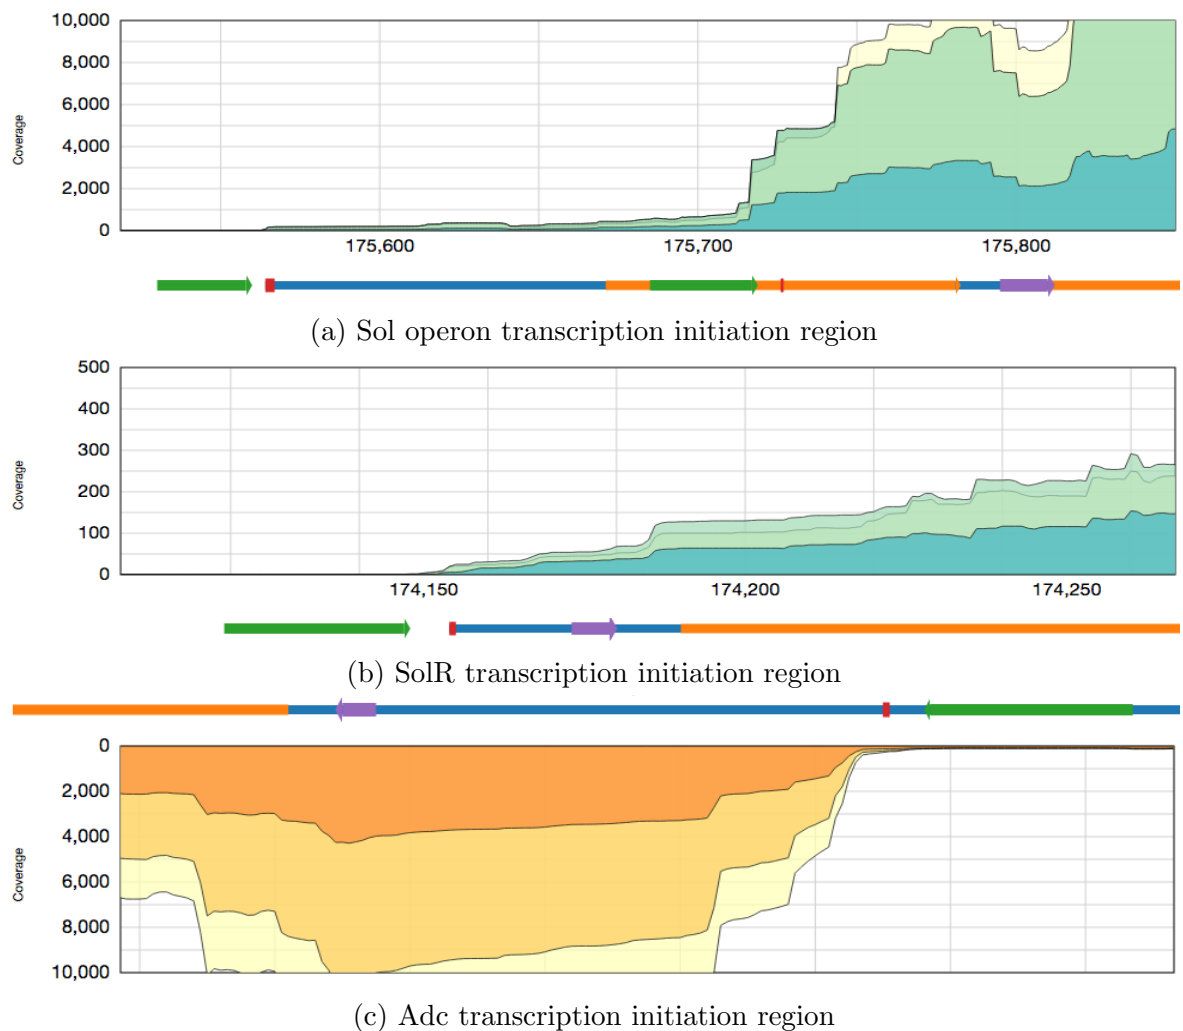 10,000
8,000
6,000
4,000
2,000
0
Coverage
175,600 175,700 175,800
(a) Sol operon transcription initiation region
500
400
300
200
100
0
Coverage
174,150 174,200 174,250
(b) SolR transcription initiation region
0
2,000
4,000
6,000
8,000
10,000
Coverage
(c) Adc transcription initiation region